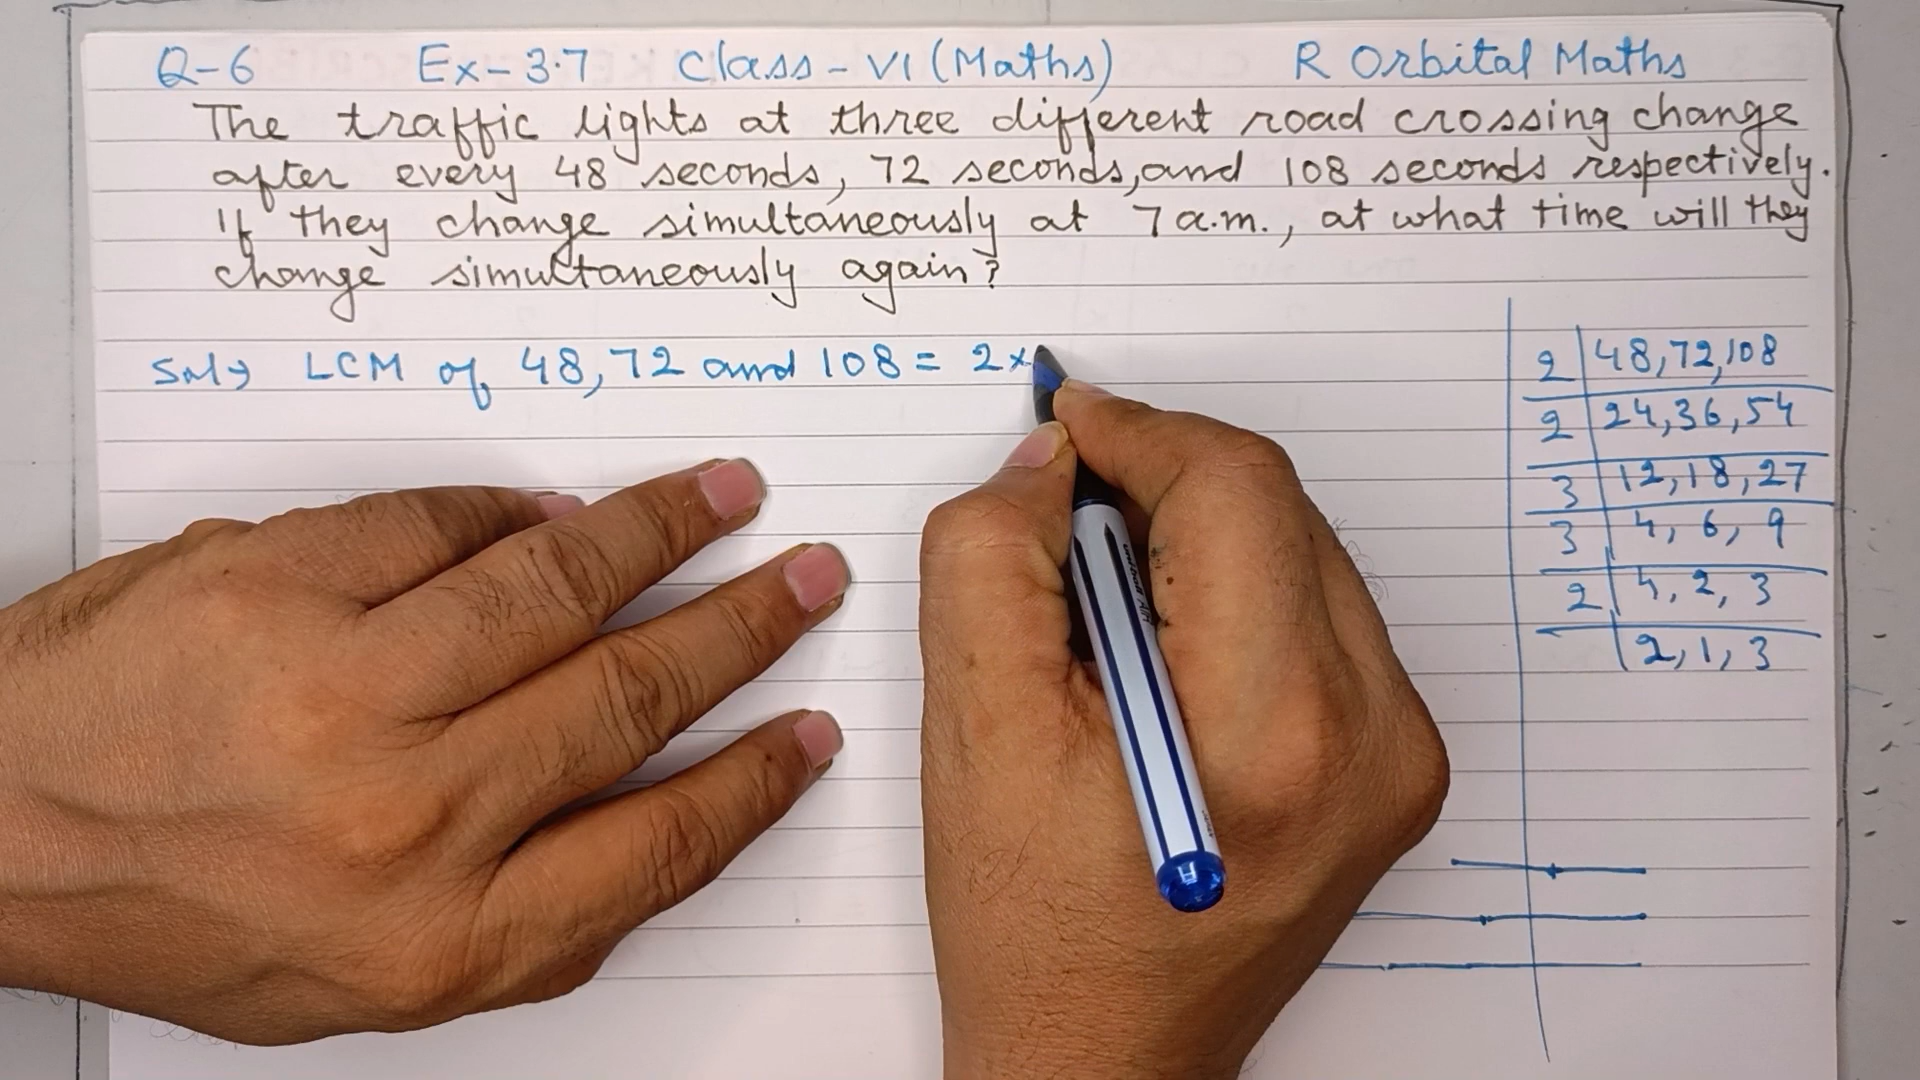 Q-6 Ex-3.7 Class-VI (Maths) R Orbital Maths
The traffic lights at three different road crossing change
after every 48 seconds, 72 seconds, and 108 seconds respectively.
If they change simultaneously at 7 a.m., at what time will they
change simultaneously again?
Sol→ LCM of 48, 72 and 108 = 2×
2 48, 72, 108
2 24, 36, 54
3 12, 18, 27
3 4, 6, 9
2 4, 2, 3
2, 1, 3